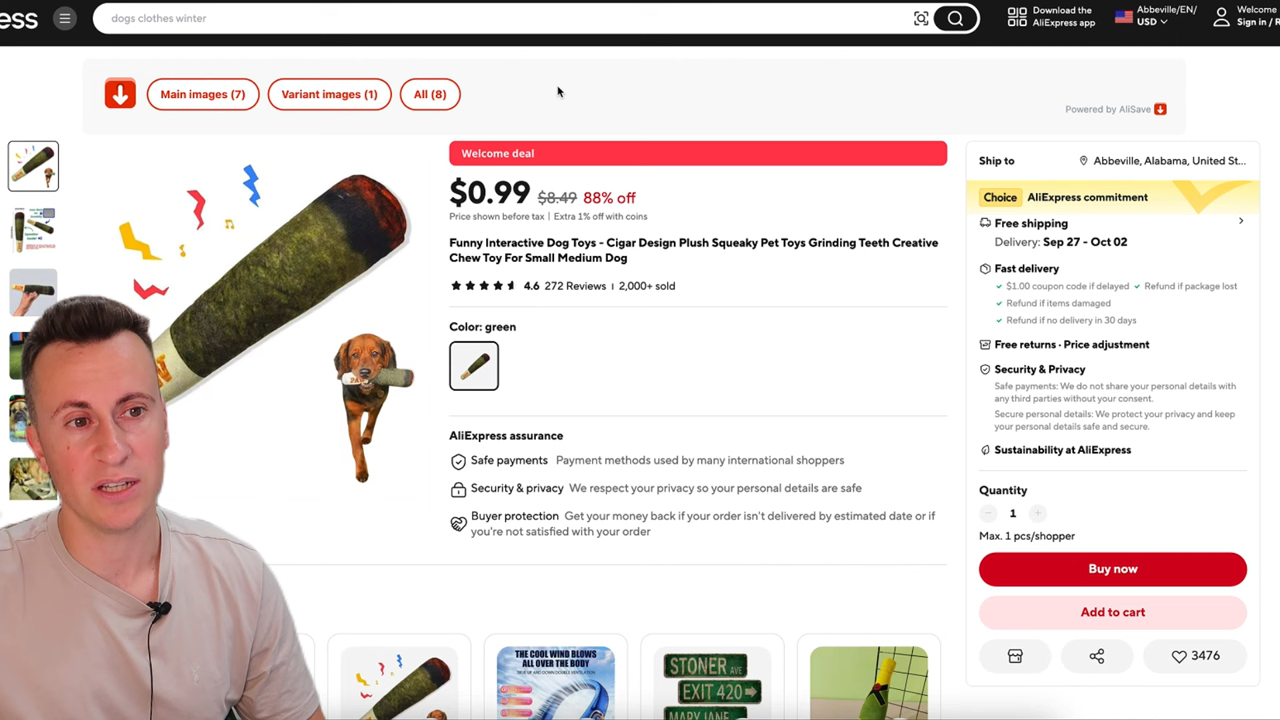 ess
dogs clothes winter
Download the
AliExpress app
Abbeville/EN/
USD
Welcome
Sign in / R
Main images (7)
Variant images (1)
All (8)
Powered by AliSave
Welcome deal
$0.99 $8.49 88% off
Price shown before tax | Extra 1% off with coins
Funny Interactive Dog Toys - Cigar Design Plush Squeaky Pet Toys Grinding Teeth Creative
Chew Toy For Small Medium Dog
4.6 272 Reviews | 2,000+ sold
Color: green
AliExpress assurance
Safe payments Payment methods used by many international shoppers
Security & privacy We respect your privacy so your personal details are safe
Buyer protection Get your money back if your order isn't delivered by estimated date or if
you're not satisfied with your order
Ship to Abbeville, Alabama, United St...
Choice AliExpress commitment
Free shipping
Delivery: Sep 27 - Oct 02
Fast delivery
$1.00 coupon code if delayed Refund if package lost
Refund if items damaged
Refund if no delivery in 30 days
Free returns · Price adjustment
Security & Privacy
Safe payments: We do not share your personal details with
any third parties without your consent.
Secure personal details: We protect your privacy and keep
your personal details safe and secure.
Sustainability at AliExpress
Quantity
1
Max. 1 pcs/shopper
Buy now
Add to cart
3476
THE COOL WIND BLOWS
ALL OVER THE BODY
STONER AVE
EXIT 420
MARY JANE